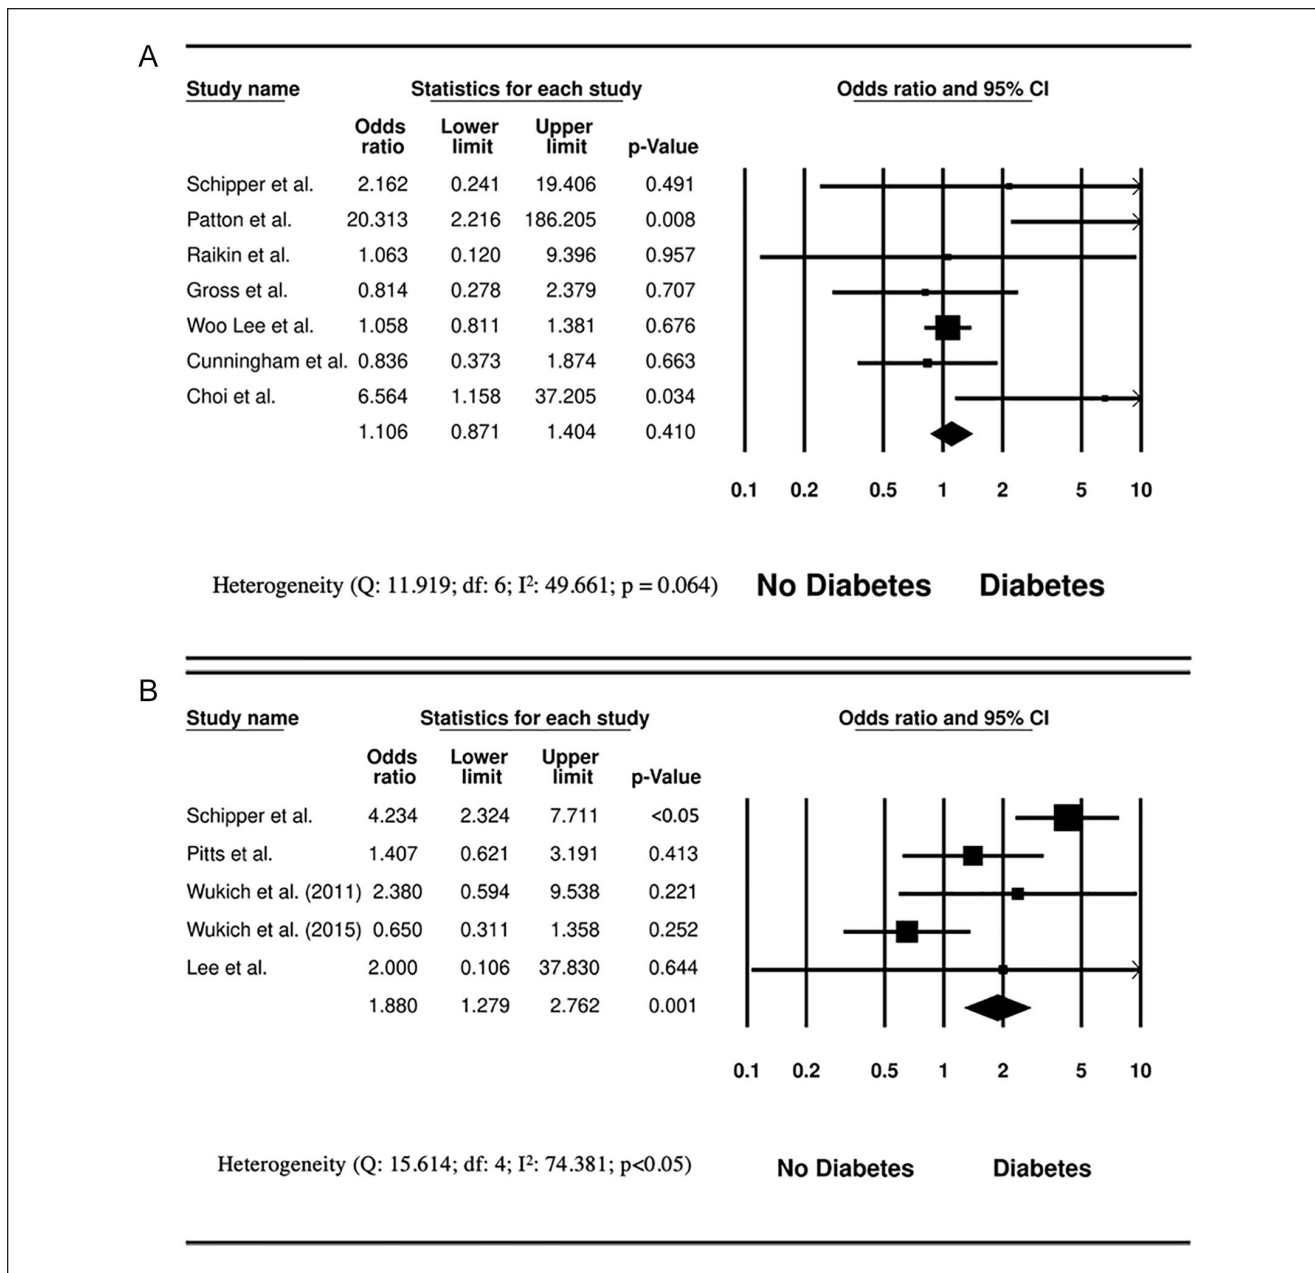 A
Study name Statistics for each study Odds ratio and 95% CI
Odds ratio Lower limit Upper limit p-Value
Schipper et al. 2.162 0.241 19.406 0.491
Patton et al. 20.313 2.216 186.205 0.008
Raikin et al. 1.063 0.120 9.396 0.957
Gross et al. 0.814 0.278 2.379 0.707
Woo Lee et al. 1.058 0.811 1.381 0.676
Cunningham et al. 0.836 0.373 1.874 0.663
Choi et al. 6.564 1.158 37.205 0.034
1.106 0.871 1.404 0.410
0.1 0.2 0.5 1 2 5 10
Heterogeneity (Q: 11.919; df: 6; I²: 49.661; p = 0.064) No Diabetes Diabetes
B
Study name Statistics for each study Odds ratio and 95% CI
Odds ratio Lower limit Upper limit p-Value
Schipper et al. 4.234 2.324 7.711 <0.05
Pitts et al. 1.407 0.621 3.191 0.413
Wukich et al. (2011) 2.380 0.594 9.538 0.221
Wukich et al. (2015) 0.650 0.311 1.358 0.252
Lee et al. 2.000 0.106 37.830 0.644
1.880 1.279 2.762 0.001
0.1 0.2 0.5 1 2 5 10
Heterogeneity (Q: 15.614; df: 4; I²: 74.381; p<0.05) No Diabetes Diabetes